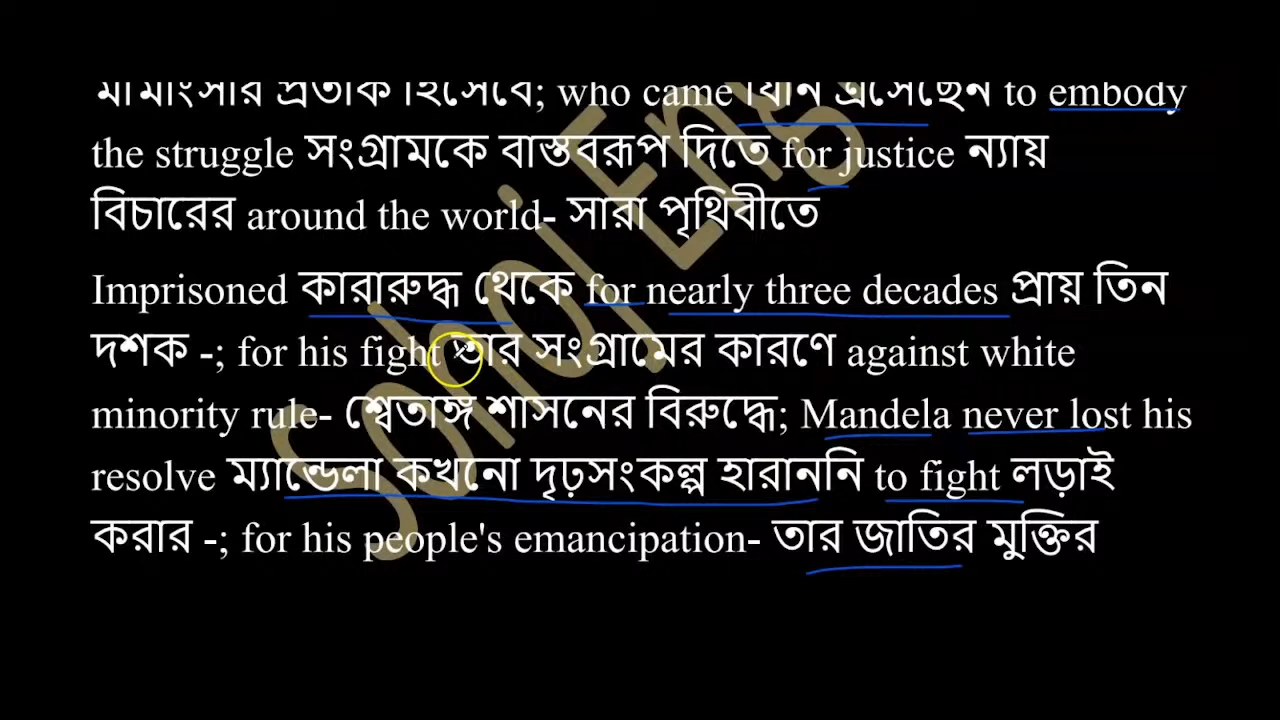 মীমাংসার প্রতীক হিসেবে; who came যিনি এসেছেন to embody
the struggle সংগ্রামকে বাস্তবরূপ দিতে for justice ন্যায়
বিচারের around the world- সারা পৃথিবীতে
Imprisoned কারারুদ্ধ থেকে for nearly three decades প্রায় তিন
দশক -; for his fight তার সংগ্রামের কারণে against white
minority rule- শ্বেতাঙ্গ শাসনের বিরুদ্ধে; Mandela never lost his
resolve ম্যান্ডেলা কখনো দৃঢ়সংকল্প হারাননি to fight লড়াই
করার -; for his people's emancipation- তার জাতির মুক্তির
Sohoj Eng